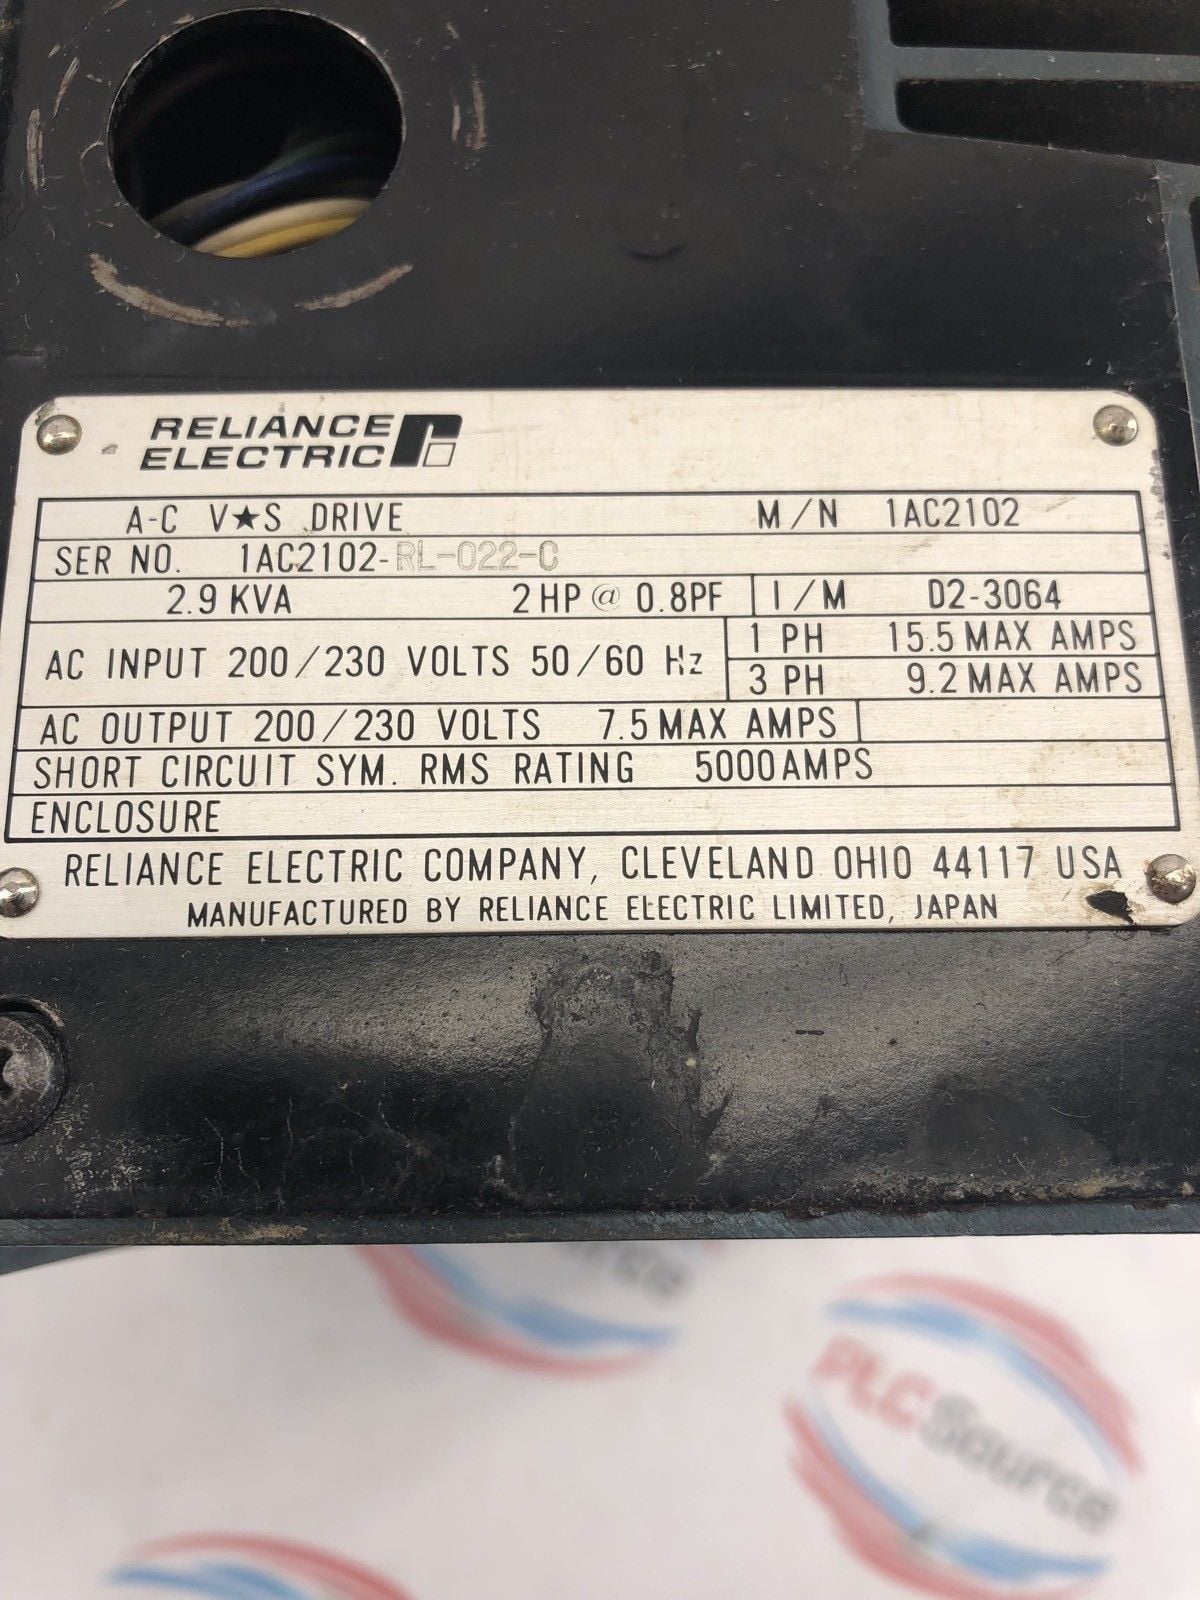 RELIANCE
ELECTRIC
A-C V★S DRIVE M/N 1AC2102
SER NO. 1AC2102-RL-022-C
2.9 KVA 2 HP @ 0.8PF I/M D2-3064
AC INPUT 200/230 VOLTS 50/60 Hz
1 PH 15.5 MAX AMPS
3 PH 9.2 MAX AMPS
AC OUTPUT 200/230 VOLTS 7.5 MAX AMPS
SHORT CIRCUIT SYM. RMS RATING 5000 AMPS
ENCLOSURE
RELIANCE ELECTRIC COMPANY, CLEVELAND OHIO 44117 USA
MANUFACTURED BY RELIANCE ELECTRIC LIMITED, JAPAN
PLCSource